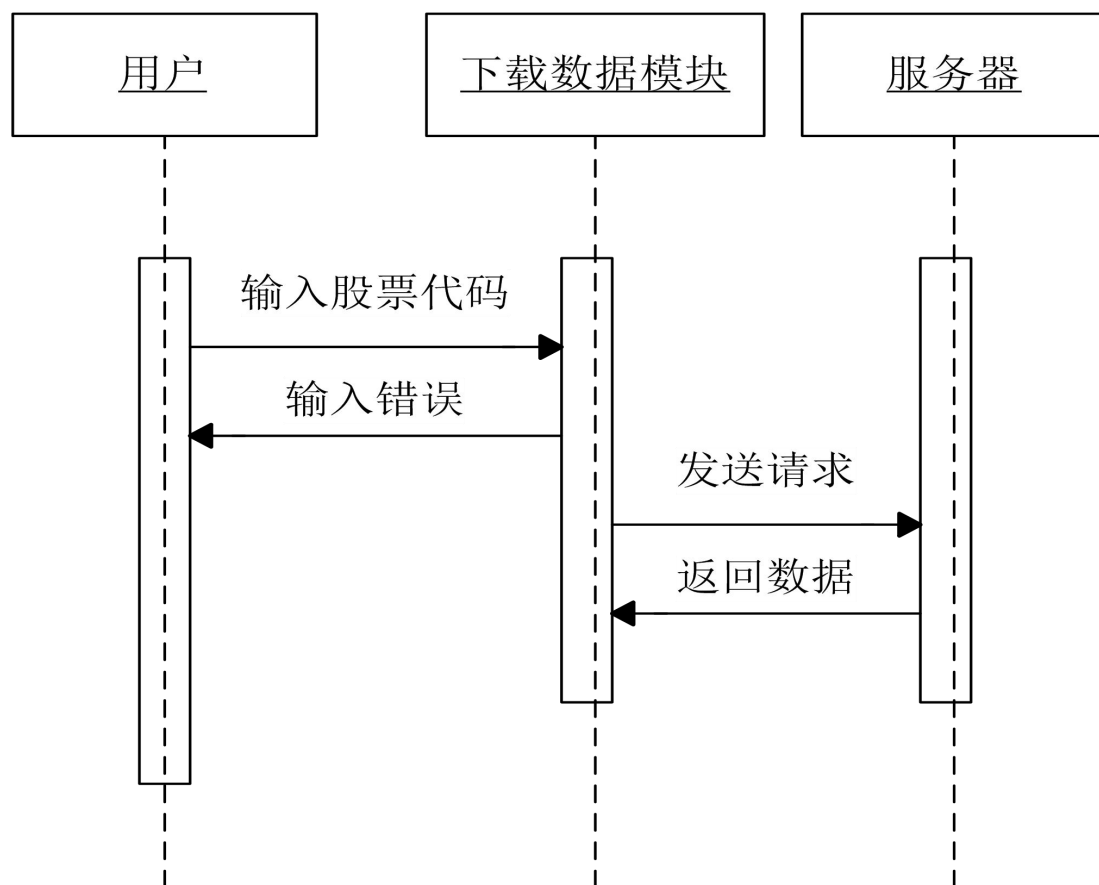 用户
下载数据模块
服务器
输入股票代码
输入错误
发送请求
返回数据